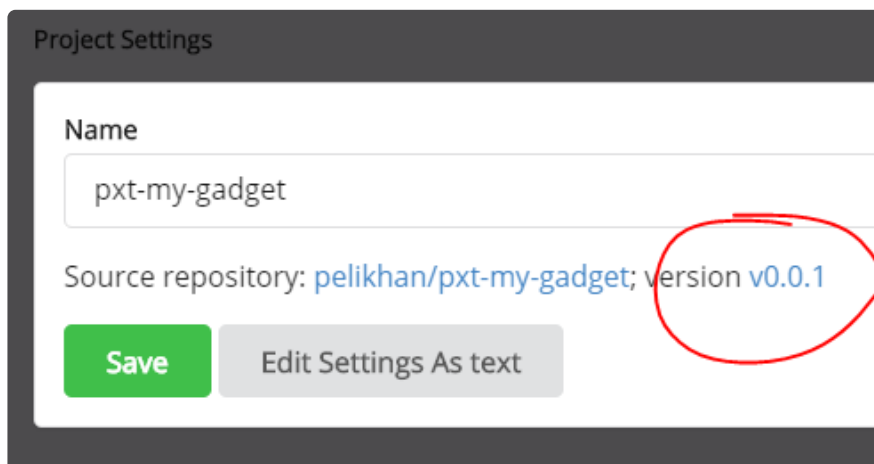 Project Settings
Name
pxt-my-gadget
Source repository: pelikhan/pxt-my-gadget; version v0.0.1
Save
Edit Settings As text